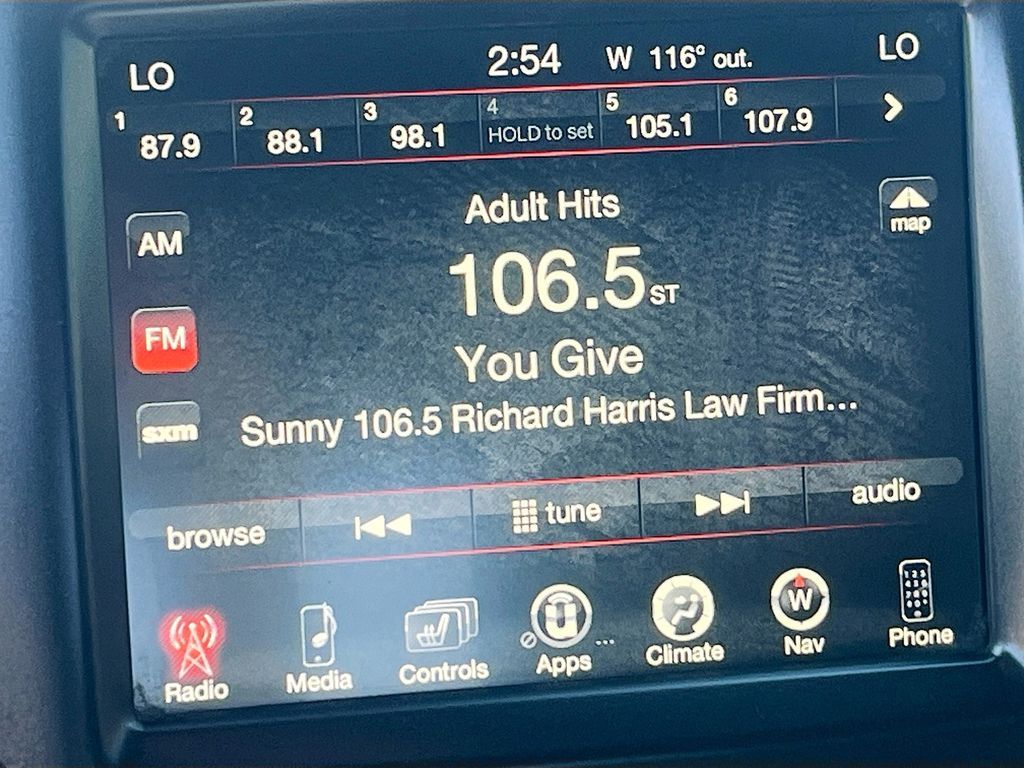 LO 2:54 W 116° out. LO
1 87.9 2 88.1 3 98.1 4 HOLD to set 5 105.1 6 107.9
Adult Hits
map
AM
106.5 ST
FM
You Give
sxm
Sunny 106.5 Richard Harris Law Firm...
browse tune audio
Radio Media Controls Apps ... Climate W Nav Phone